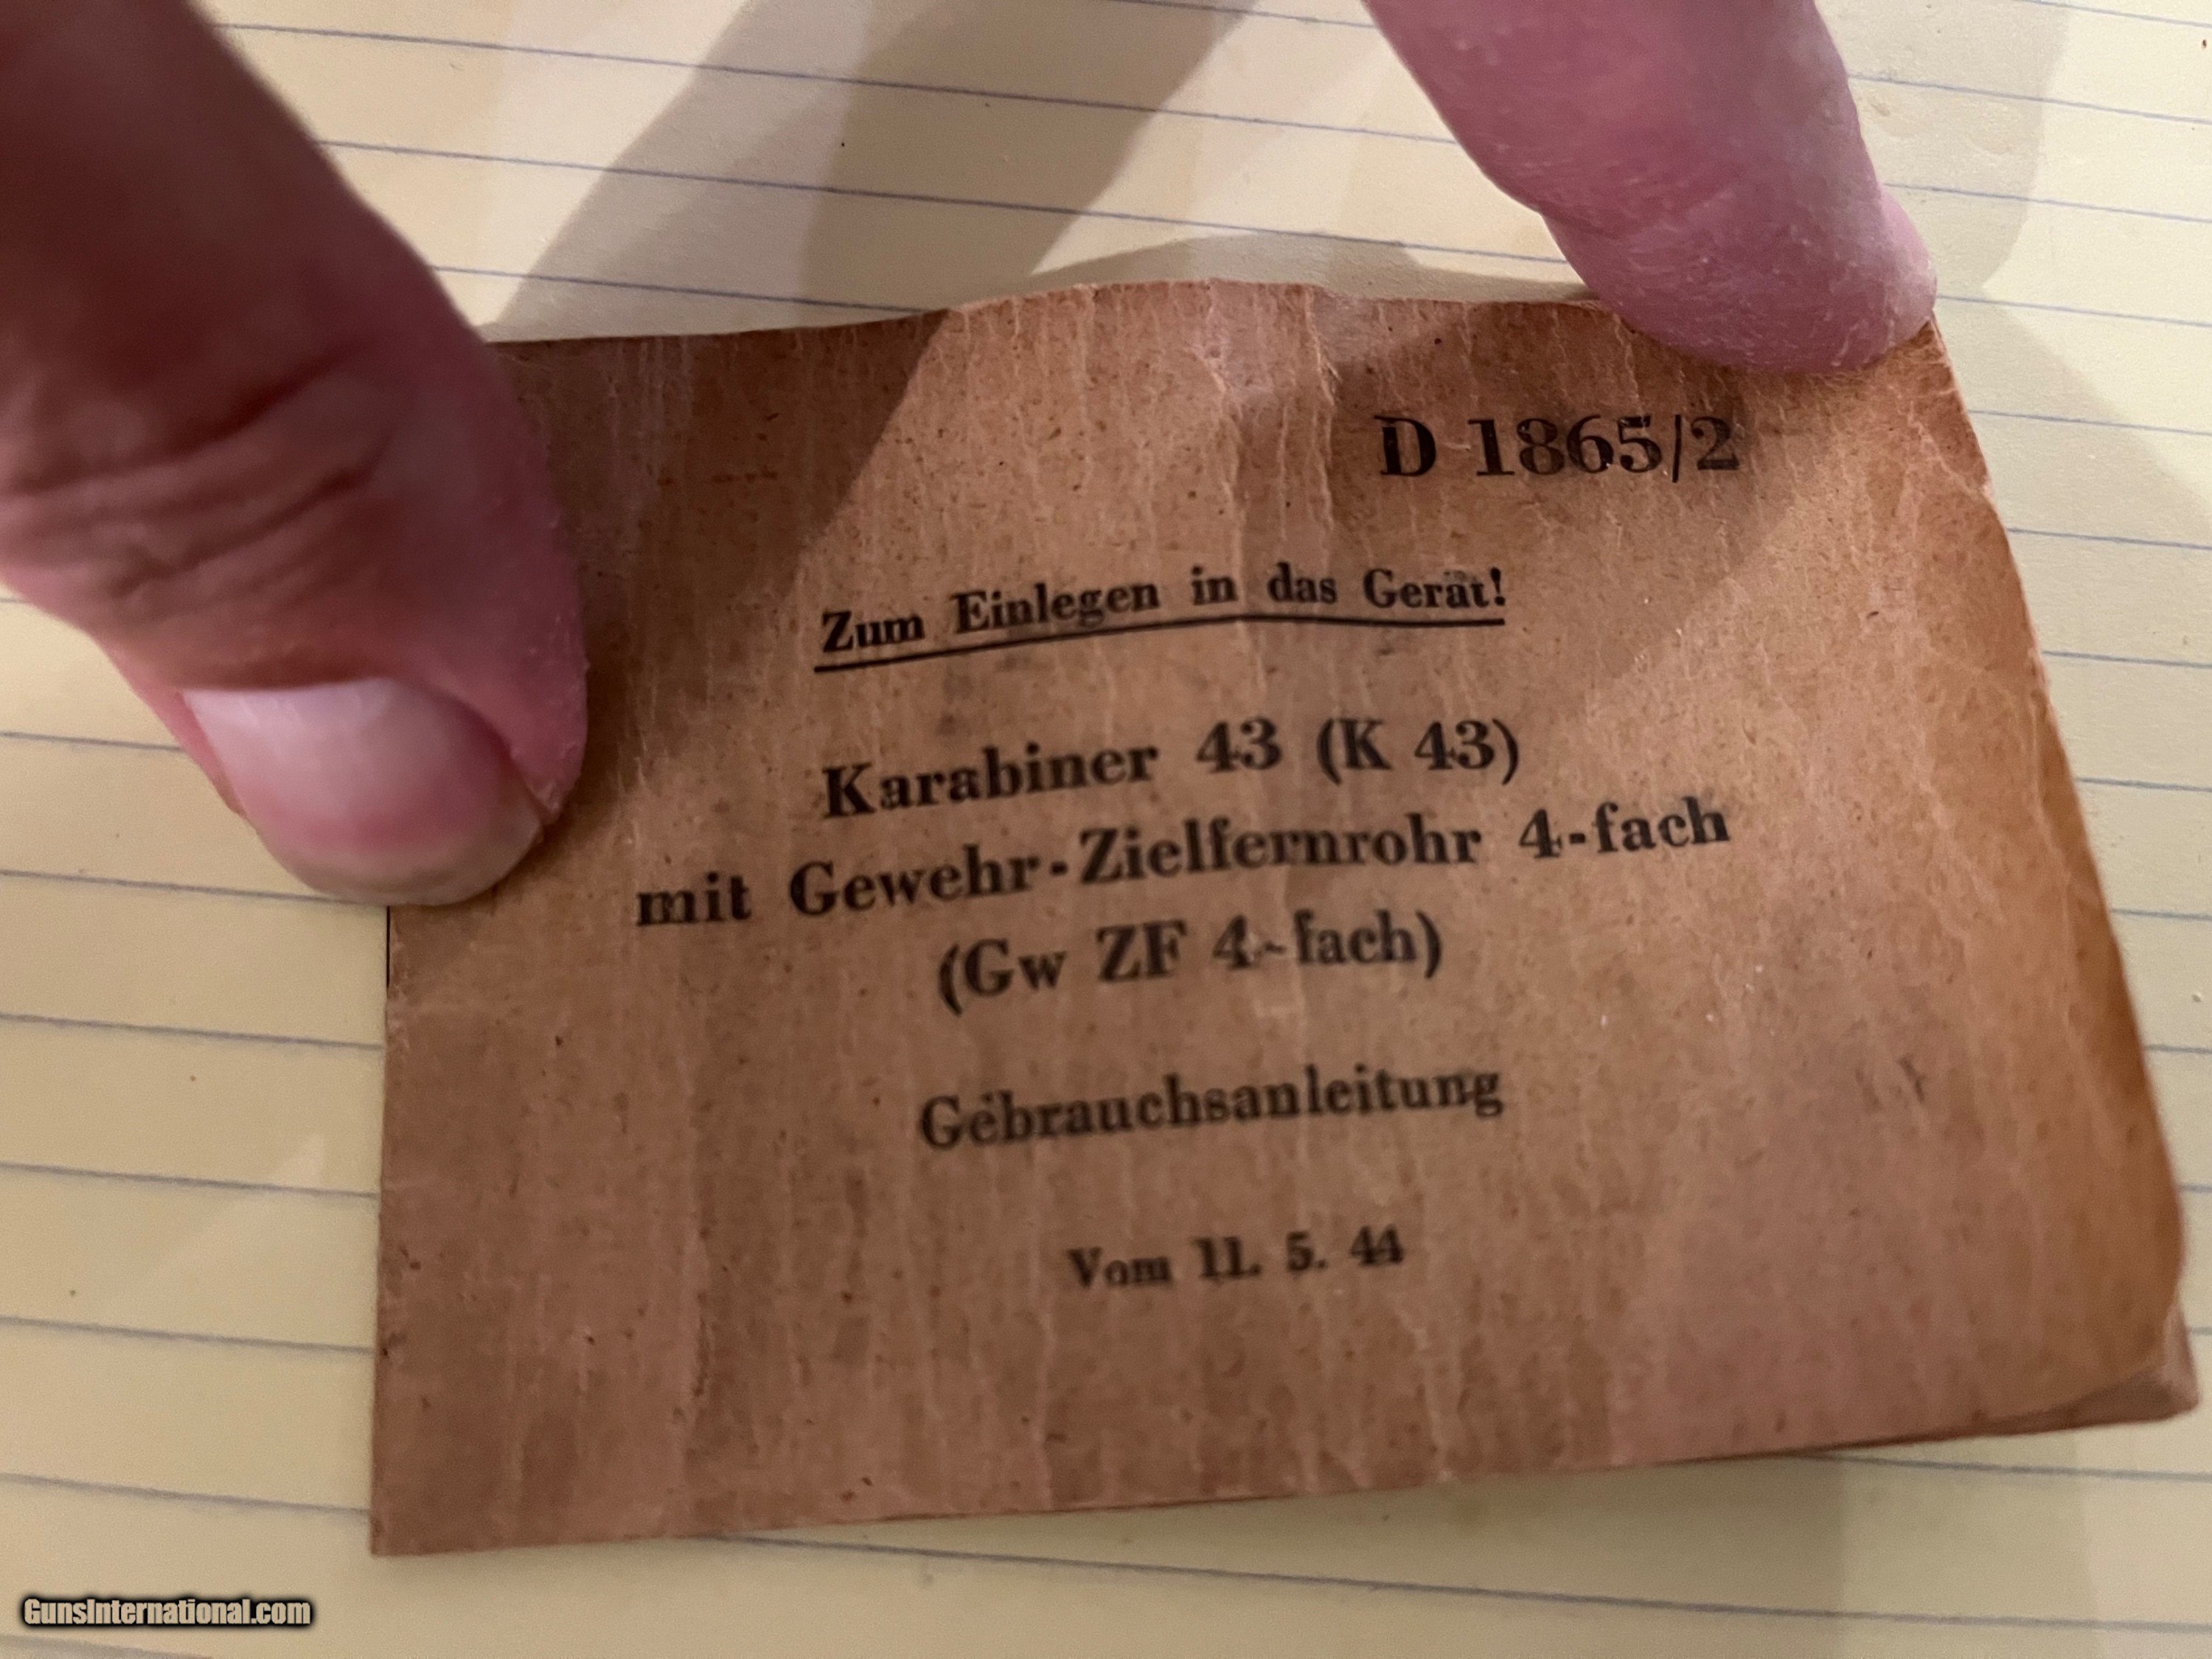 D 1865/2
Zum Einlegen in das Gerät!
Karabiner 43 (K 43)
mit Gewehr-Zielfernrohr 4-fach
(Gw ZF 4-fach)
Gebrauchsanleitung
Vom 11. 5. 44
GunsInternational.com